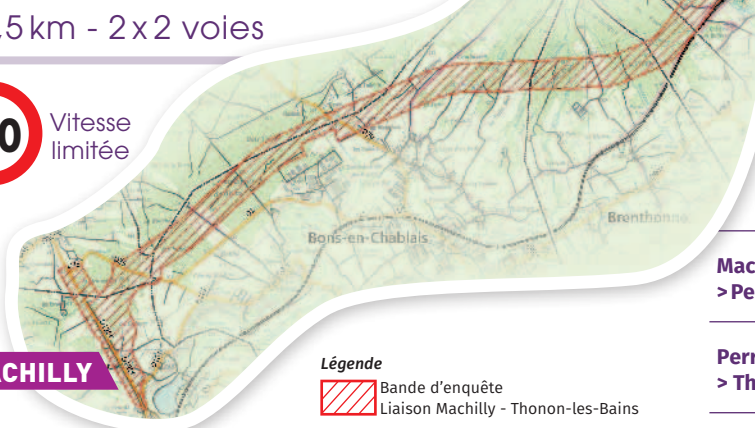 ,5 km - 2 x 2 voies
0
Vitesse
limitée
Bons-en-Chablais
Brenthonne
Mac
> Pe
ACHILLY
Légende
Bande d’enquête
Liaison Machilly - Thonon-les-Bains
Perr
> Th